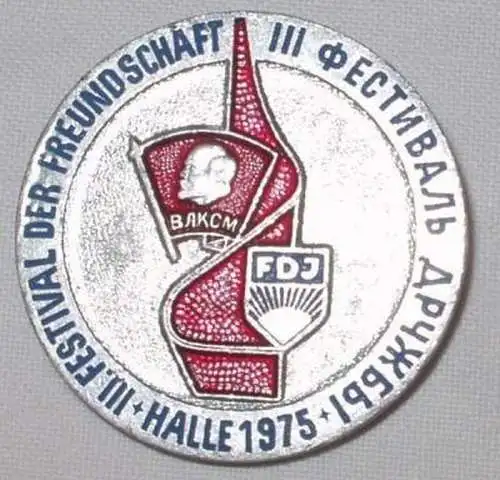 III. FESTIVAL DER FREUNDSCHAFT
III ФЕСТИВАЛЬ ДРУЖБЫ
HALLE 1975
ВЛКСМ
FDJ